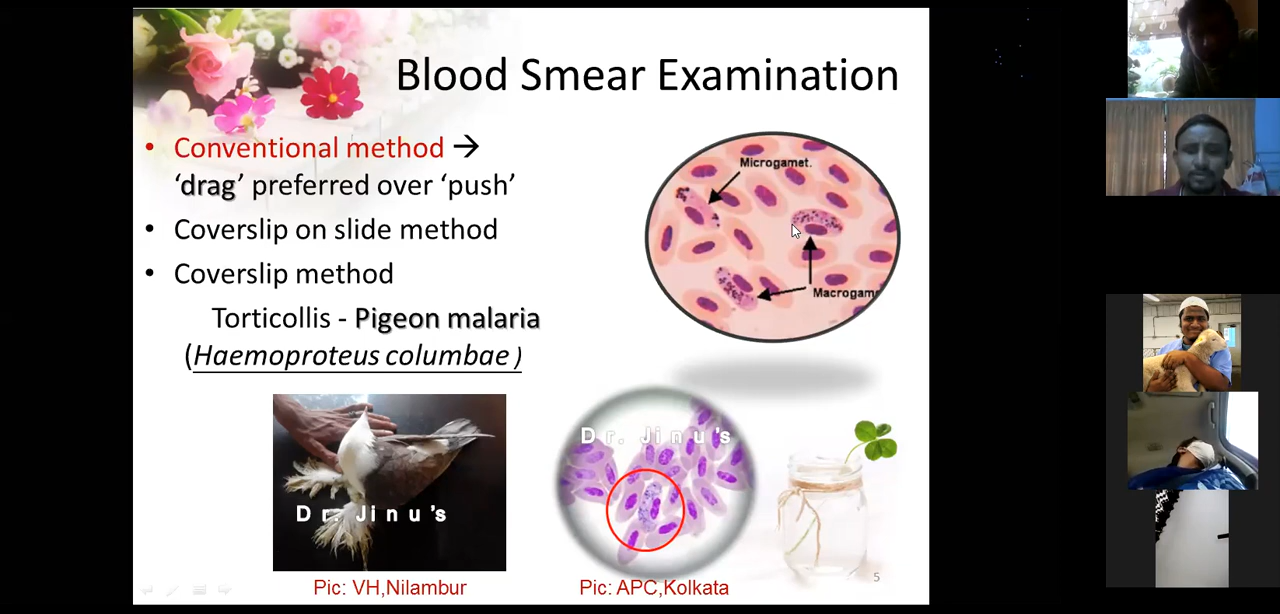 Blood Smear Examination
• Conventional method →
‘drag’ preferred over ‘push’
• Coverslip on slide method
• Coverslip method
Torticollis - Pigeon malaria
(Haemoproteus columbae)
Microgamet.
Macrogam
Dr. Jinu's
Dr. Jinu's
Pic: VH,Nilambur
Pic: APC,Kolkata
5